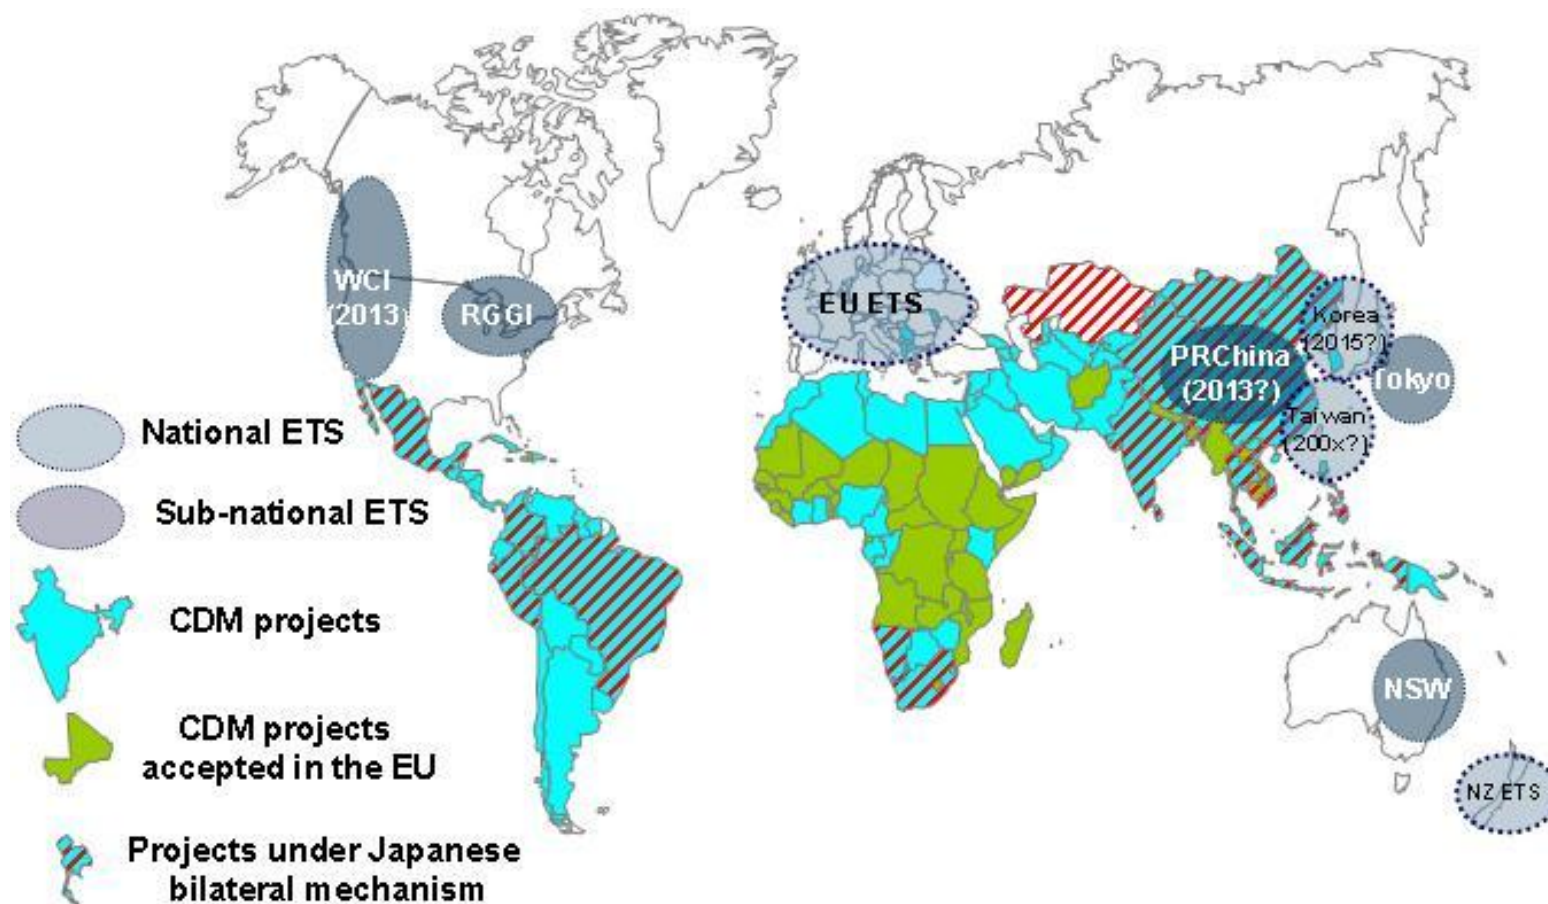 WCI
(2013)
RGGI
EU ETS
Korea
(2015?)
PRChina
(2013?)
Tokyo
Taiwan
(200x?)
National ETS
Sub-national ETS
CDM projects
NSW
CDM projects
accepted in the EU
NZ ETS
Projects under Japanese
bilateral mechanism